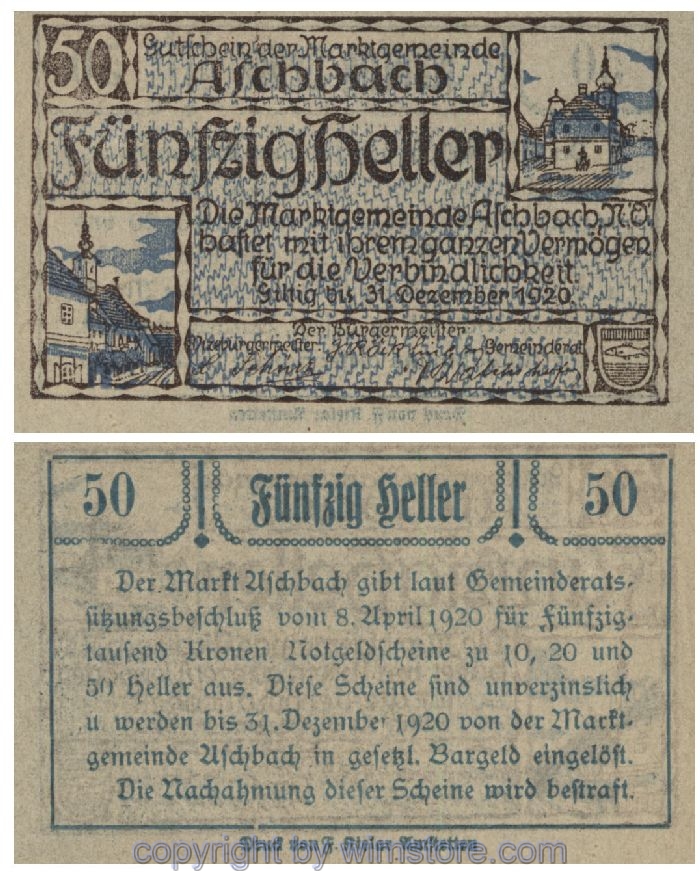 50
Gutschein der Marktgemeinde
Aschbach
Fünfzig Heller
Die Marktgemeinde Aschbach, N.Ö.
haftet mit ihrem ganzen Vermögen
für die Verbindlichkeit
Giltig bis 31. Dezember 1920.
Der Bürgermeister
Vizebürgermeister Gemeinderat
50 Fünfzig Heller 50
Der Markt Aschbach gibt laut Gemeinderats-
sitzungsbeschluß vom 8. April 1920 für Fünfzig-
tausend Kronen Notgeldscheine zu 10, 20 und
50 Heller aus. Diese Scheine sind unverzinslich
u. werden bis 31. Dezember 1920 von der Markt-
gemeinde Aschbach in gesetzl. Bargeld eingelöst.
Die Nachahmung dieser Scheine wird bestraft.
Druck von F.
copyright by wimstore.com